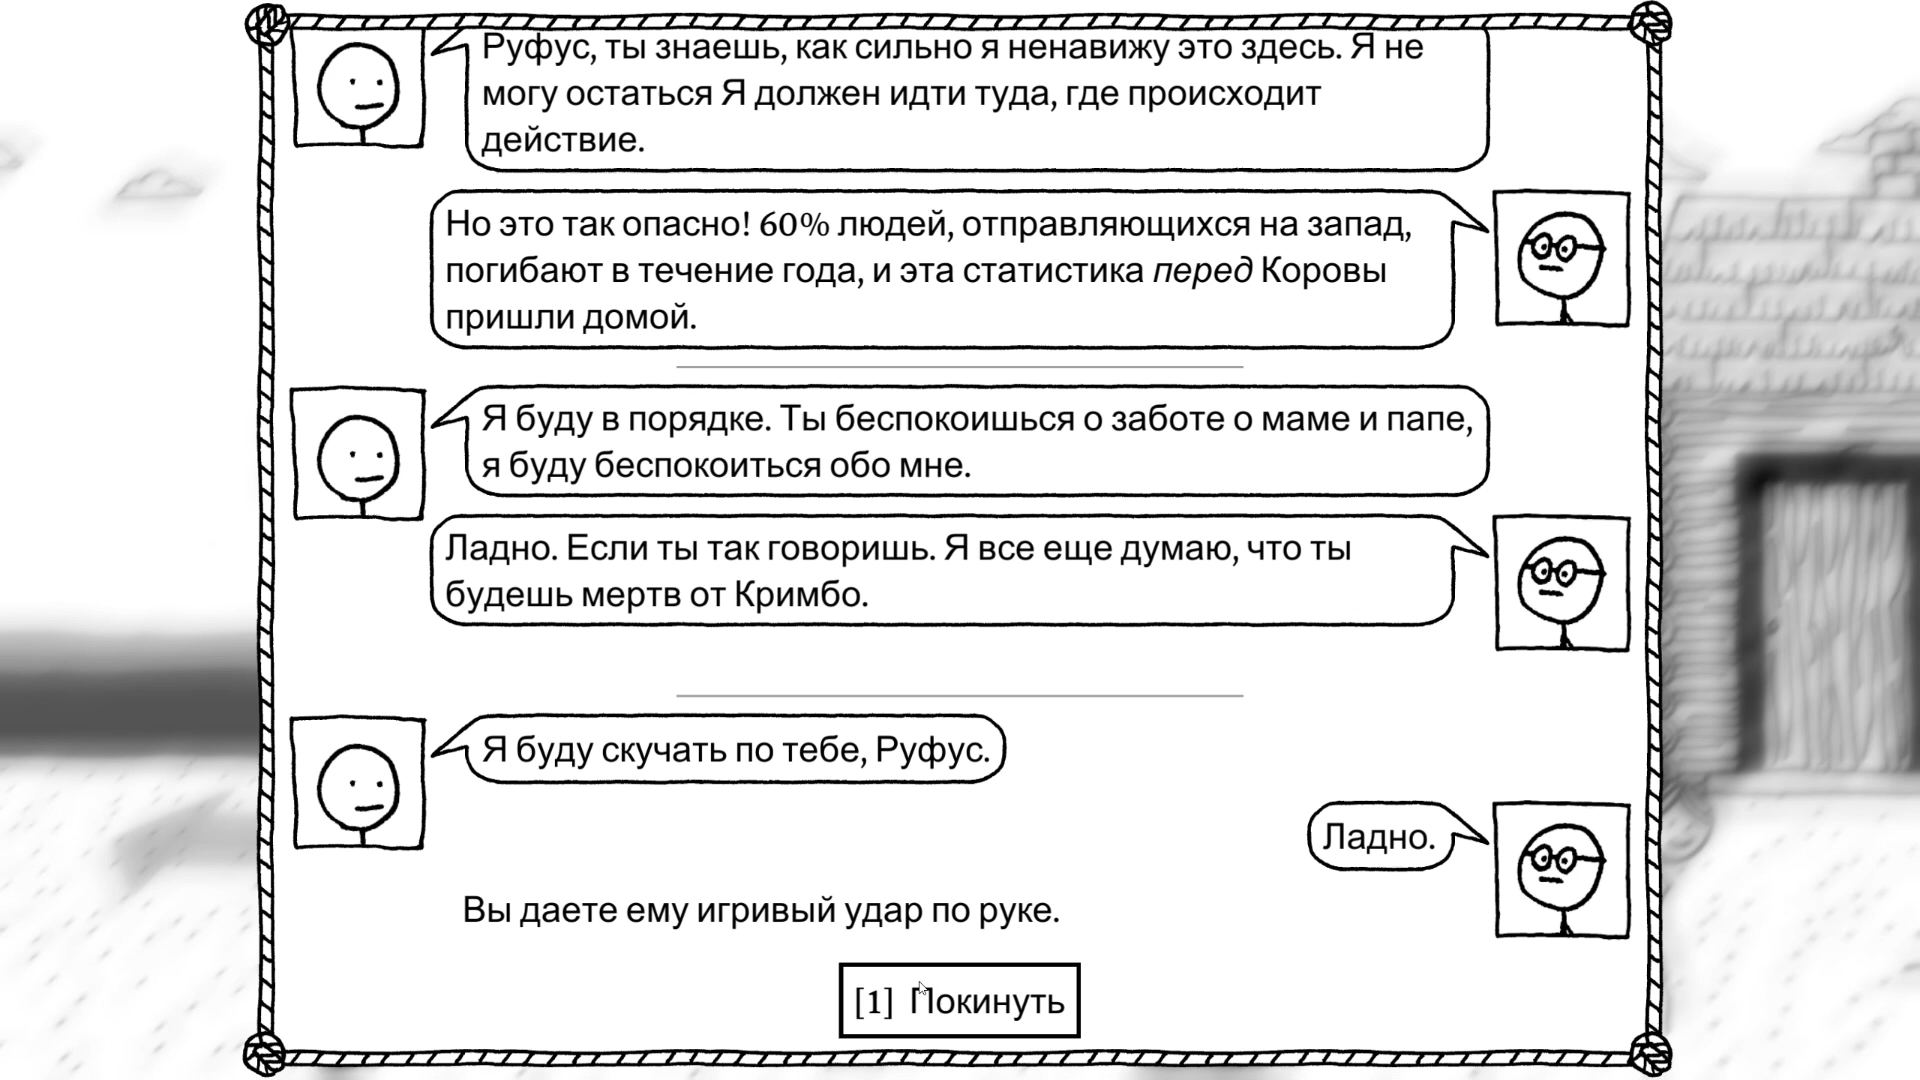 Руфус, ты знаешь, как сильно я ненавижу это здесь. Я не
могу остаться Я должен идти туда, где происходит
действие.
Но это так опасно! 60% людей, отправляющихся на запад,
погибают в течение года, и эта статистика перед Коровы
пришли домой.
Я буду в порядке. Ты беспокоишься о заботе о маме и папе,
я буду беспокоиться обо мне.
Ладно. Если ты так говоришь. Я все еще думаю, что ты
будешь мертв от Кримбо.
Я буду скучать по тебе, Руфус.
Ладно.
Вы даете ему игривый удар по руке.
[1] Покинуть